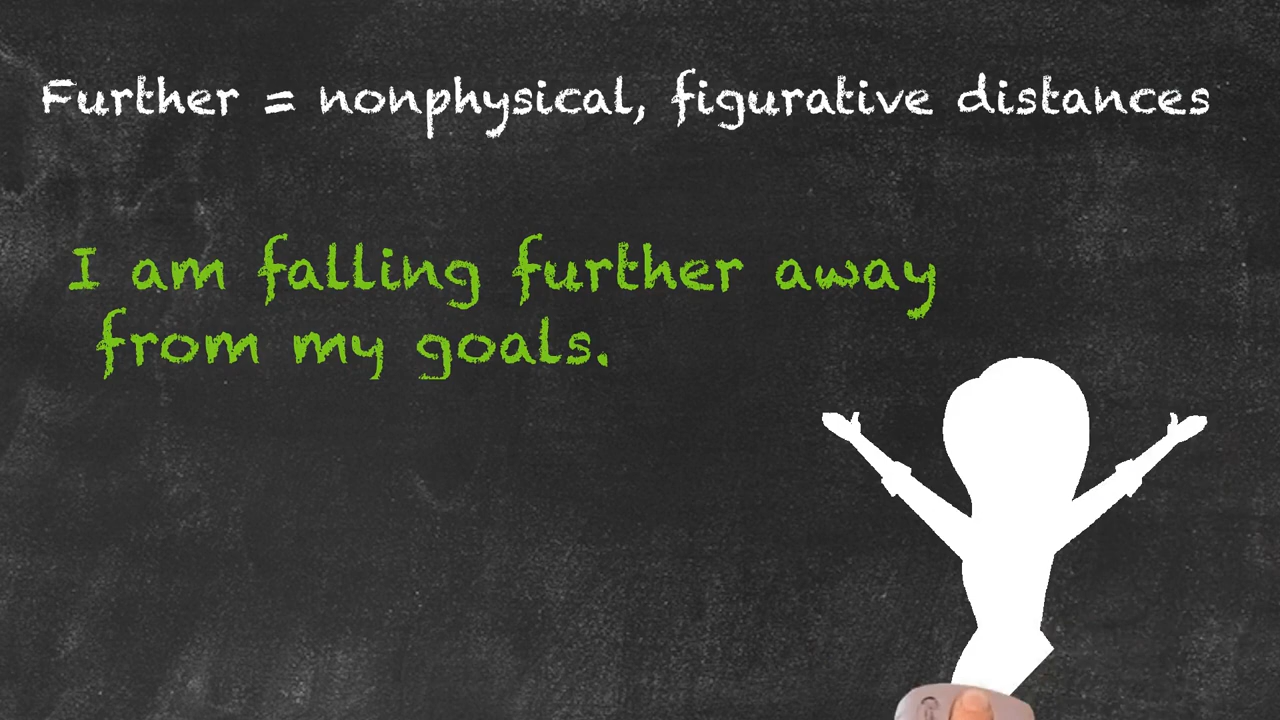 Further = nonphysical, figurative distances
I am falling further away
from my goals.